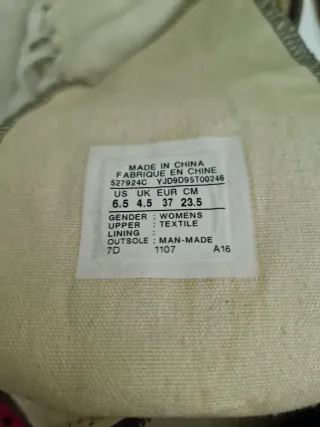 MADE IN CHINA
FABRIQUE EN CHINE
527924C YJD9D95T00246
US UK EUR CM
6.5 4.5 37 23.5
GENDER : WOMENS
UPPER : TEXTILE
LINING :
OUTSOLE : MAN-MADE
7D 1107 A16